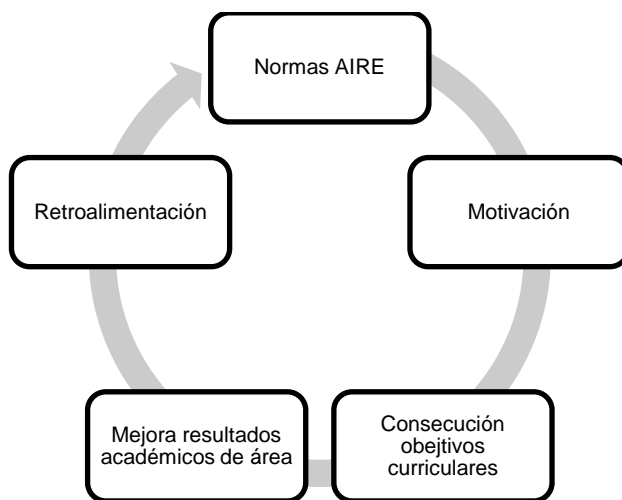 Normas AIRE
Motivación
Consecución
obejtivos
curriculares
Mejora resultados
académicos de área
Retroalimentación